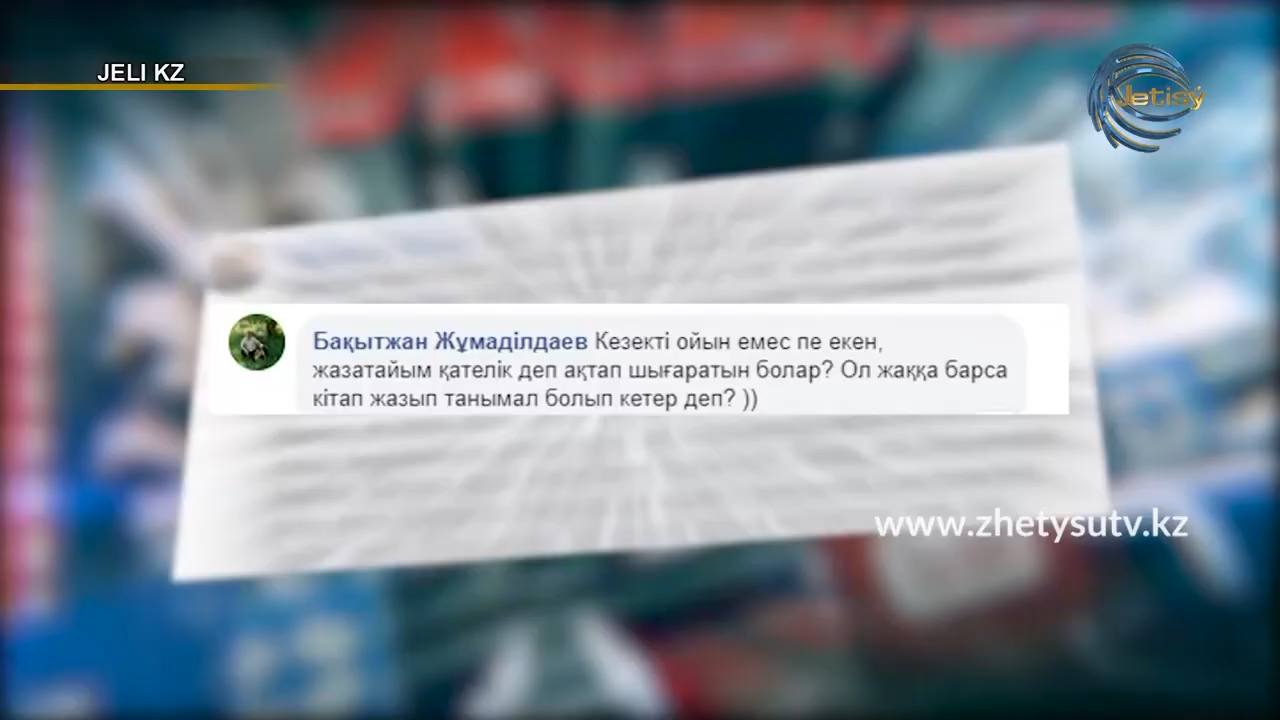 JELI KZ
Jetisý
Бақытжан Жұмаділдаев Кезекті ойын емес пе екен,
жазатайым қателік деп ақтап шығаратын болар? Ол жаққа барса
кітап жазып танымал болып кетер деп? ))
www.zhetysutv.kz